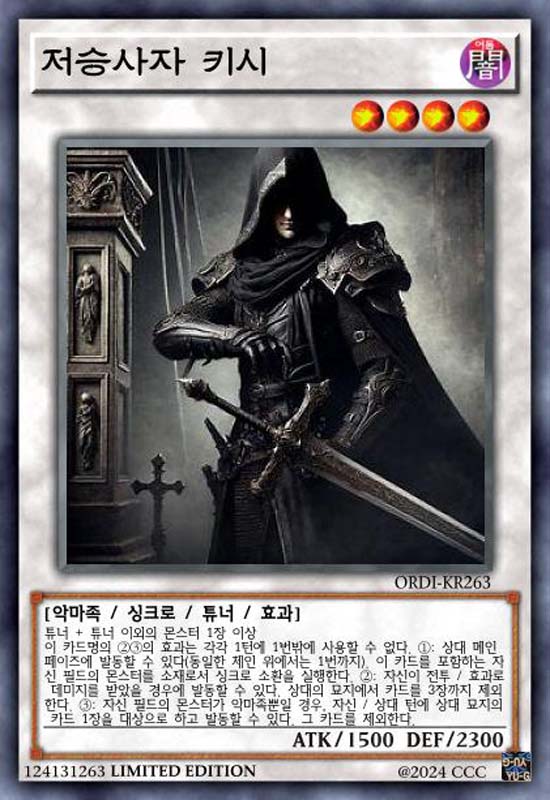 저승사자 키시
어둠
闇
[악마족 / 싱크로 / 튜너 / 효과]
튜너 + 튜너 이외의 몬스터 1장 이상
이 카드명의 ②③의 효과는 각각 1턴에 1번밖에 사용할 수 없다. ①: 상대 메인
페이즈에 발동할 수 있다(동일한 체인 위에서는 1번까지). 이 카드를 포함하는 자
신 필드의 몬스터를 소재로서 싱크로 소환을 실행한다. ②: 자신이 전투 / 효과로
데미지를 받았을 경우에 발동할 수 있다. 상대의 묘지에서 카드를 3장까지 제외
한다. ③: 자신 필드의 몬스터가 악마족뿐일 경우, 자신 / 상대 턴에 상대 묘지의
카드 1장을 대상으로 하고 발동할 수 있다. 그 카드를 제외한다.
ORDI-KR263
ATK/1500 DEF/2300
124131263 LIMITED EDITION
@2024 CCC